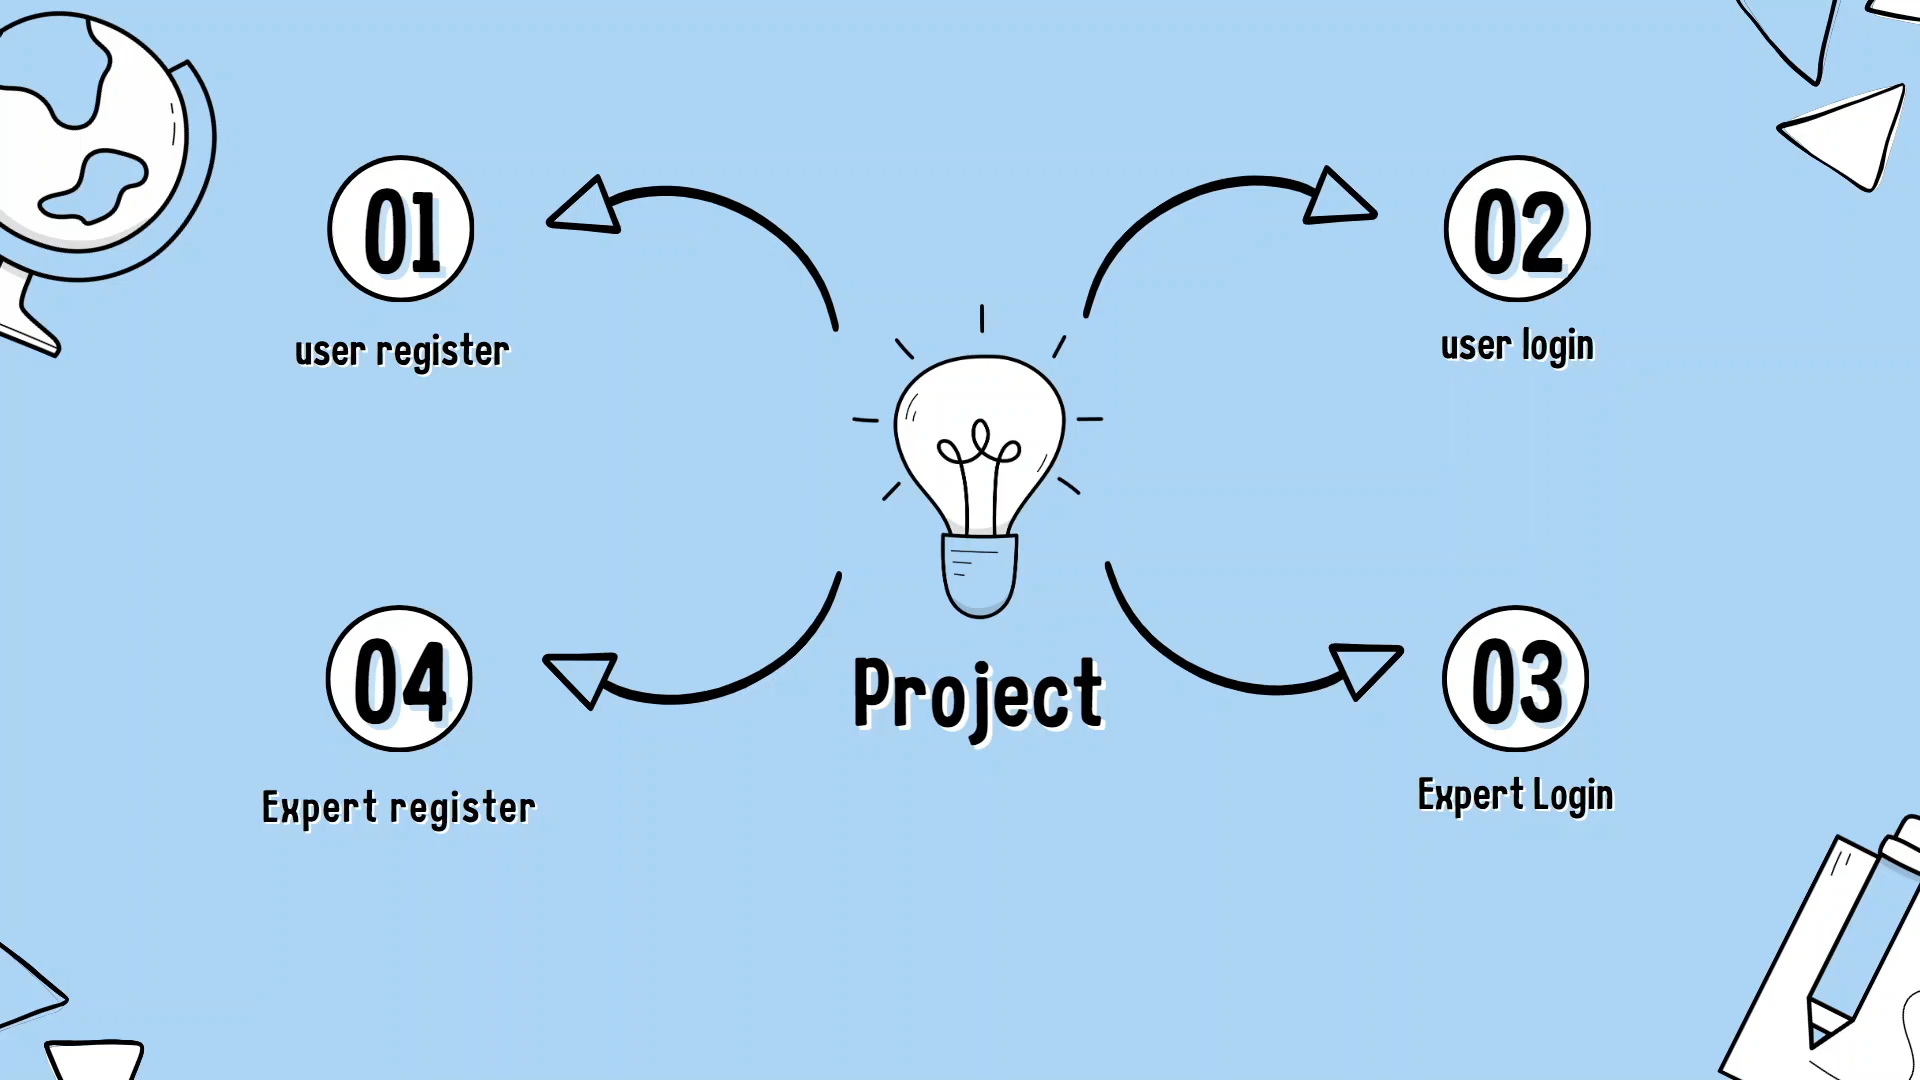 01
user register
02
user login
Project
04
Expert register
03
Expert Login